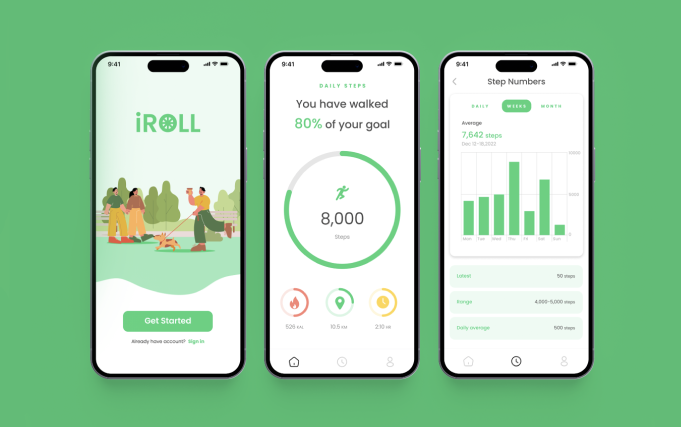 9:41
iROLL
Get Started
Already have account? Sign In
9:41
DAILY STEPS
You have walked
80% of your goal
8,000
Steps
526 KAL
10.5 KM
2:10 HR
9:41
Step Numbers
DAILY WEEKS MONTH
Average
7,642 steps
Dec 12-18,2022
Mon Tue Wed Thu Fri Sat Sun
0
Latest 50 steps
Range 4,000-5,000 steps
Daily average 500 steps